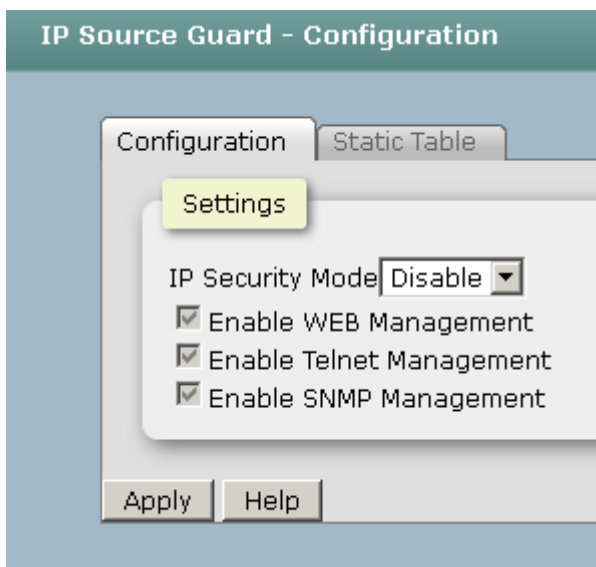 IP Source Guard - Configuration
Configuration Static Table
Settings
IP Security Mode Disable
Enable WEB Management
Enable Telnet Management
Enable SNMP Management
Apply Help